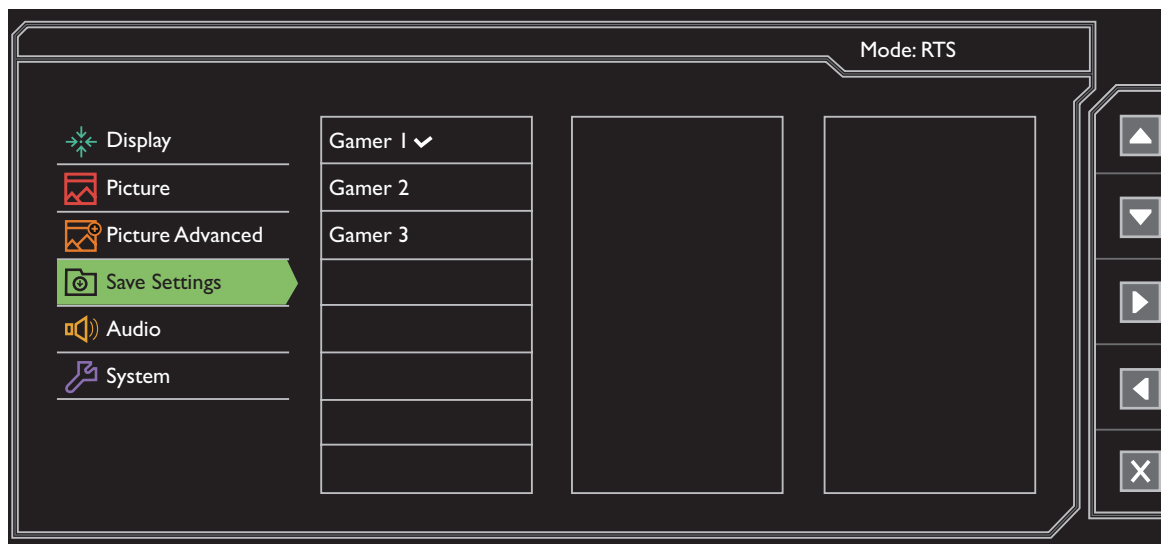 Mode: RTS
Display
Picture
Picture Advanced
Save Settings
Audio
System
Gamer 1
Gamer 2
Gamer 3